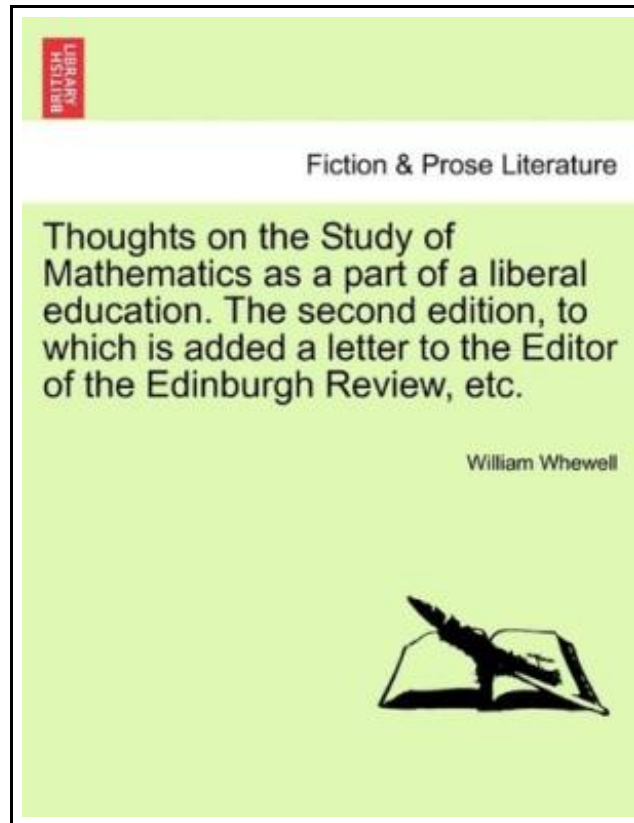 BRITISH
LIBRARY
Fiction & Prose Literature
Thoughts on the Study of
Mathematics as a part of a liberal
education. The second edition, to
which is added a letter to the Editor
of the Edinburgh Review, etc.
William Whewell